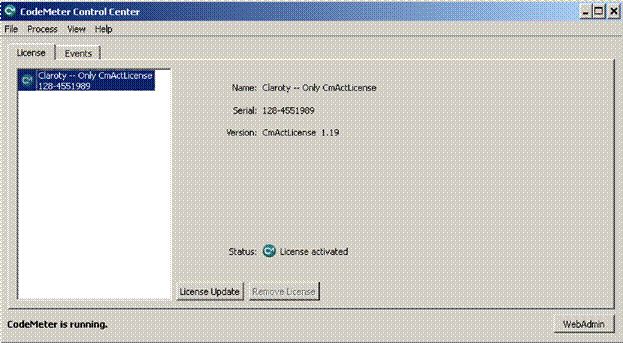 CodeMeter Control Center
File Process View Help
License Events
Claroty -- Only CmActLicense
128-4551989
Name: Claroty -- Only CmActLicense
Serial: 128-4551989
Version: CmActLicense 1.19
Status: License activated
License Update Remove License
CodeMeter is running. WebAdmin